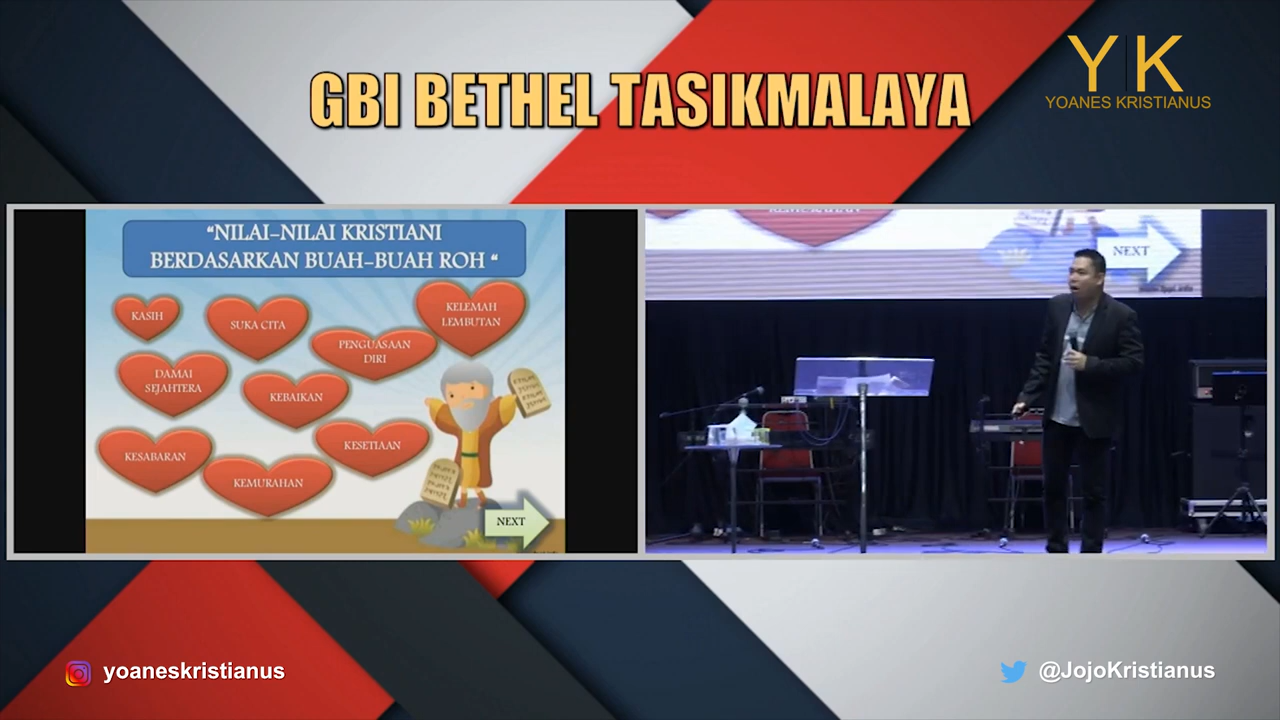 GBI BETHEL TASIKMALAYA
Y K
YOANES KRISTIANUS
“NILAI-NILAI KRISTIANI
BERDASARKAN BUAH-BUAH ROH “
KASIH
SUKA CITA
KELEMAH
LEMBUTAN
PENGUASAAN
DIRI
DAMAI
SEJAHTERA
KEBAIKAN
KESABARAN
KESETIAAN
KEMURAHAN
NEXT
NEXT
yoaneskristianus
@JojoKristianus